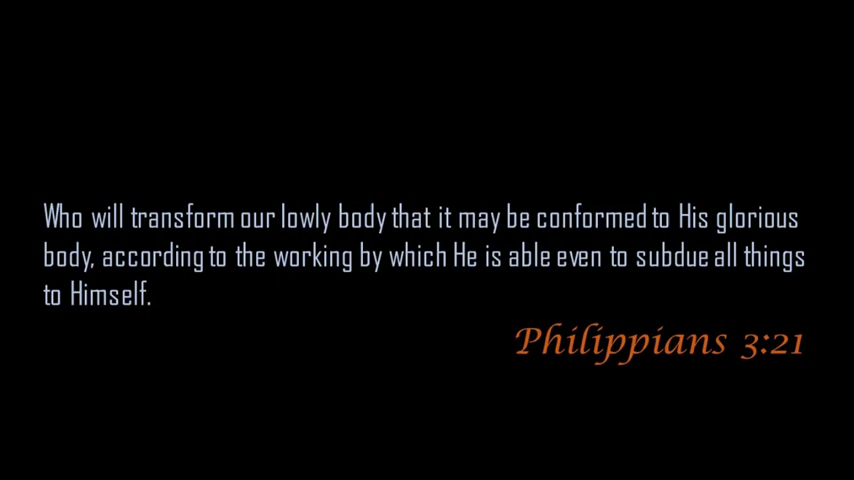 Who will transform our lowly body that it may be conformed to His glorious
body, according to the working by which He is able even to subdue all things
to Himself.
Philippians 3:21